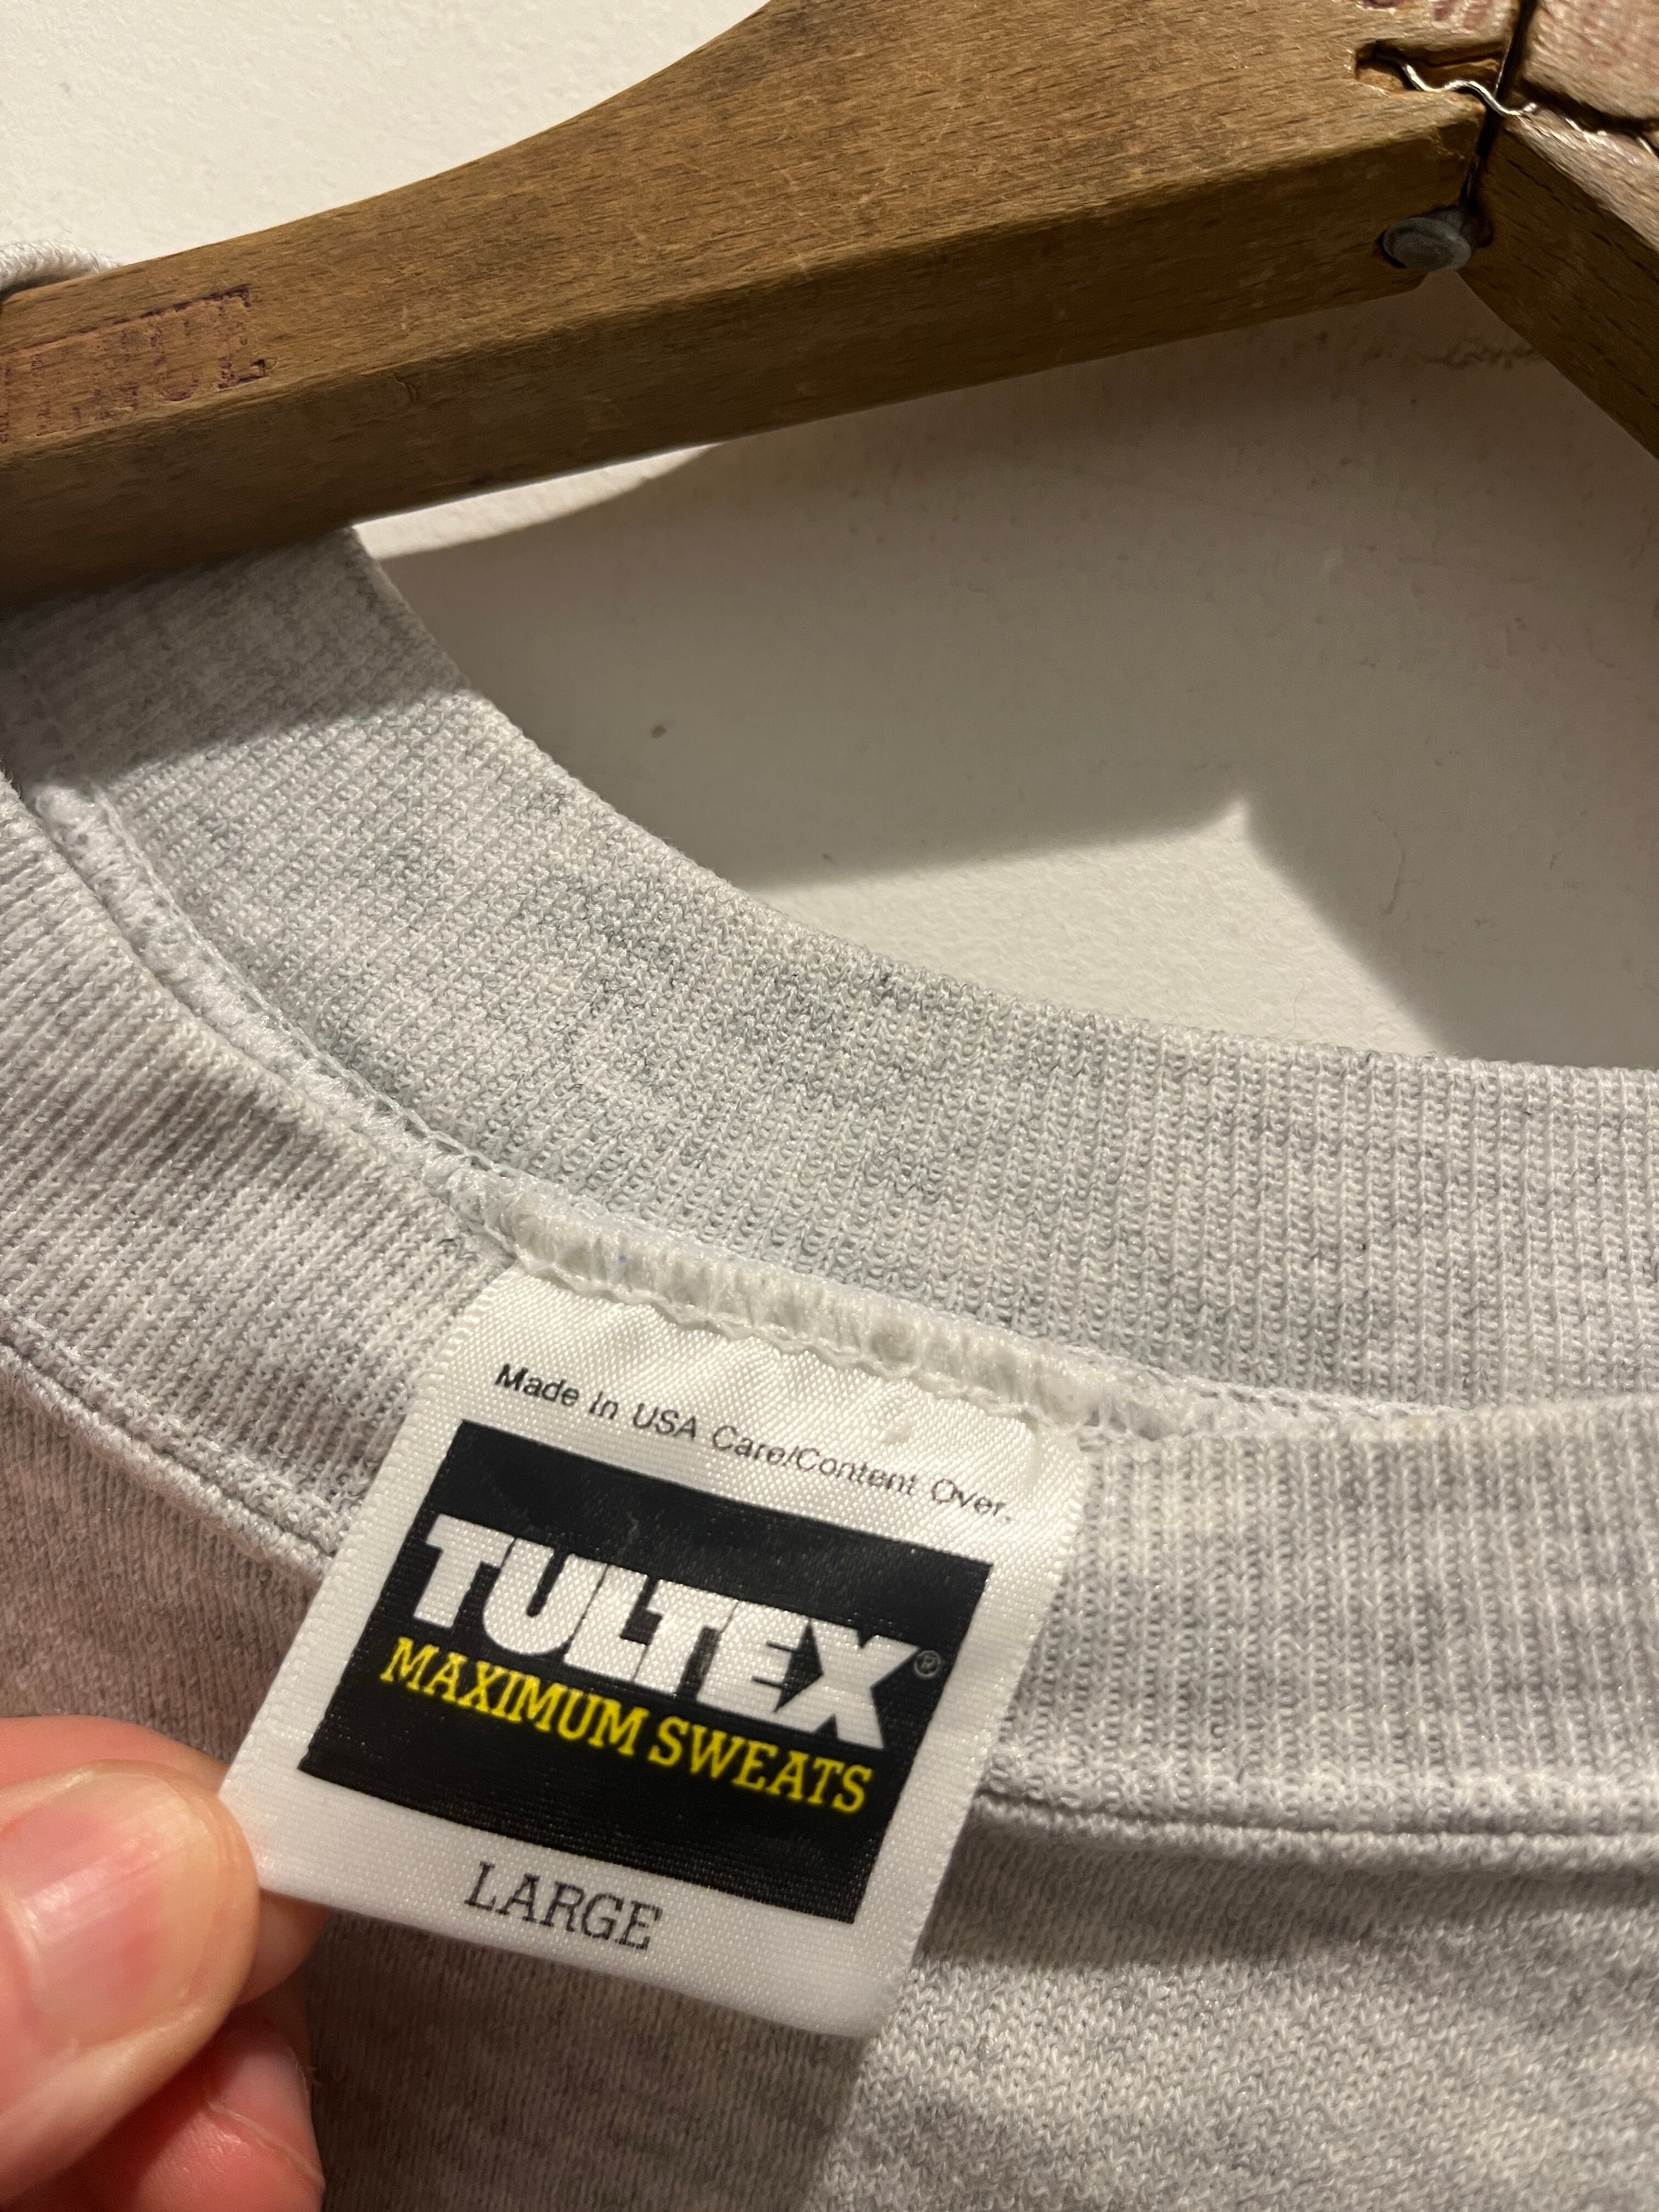 Made In USA Care/Content Over.
TULTEX®
MAXIMUM SWEATS
LARGE